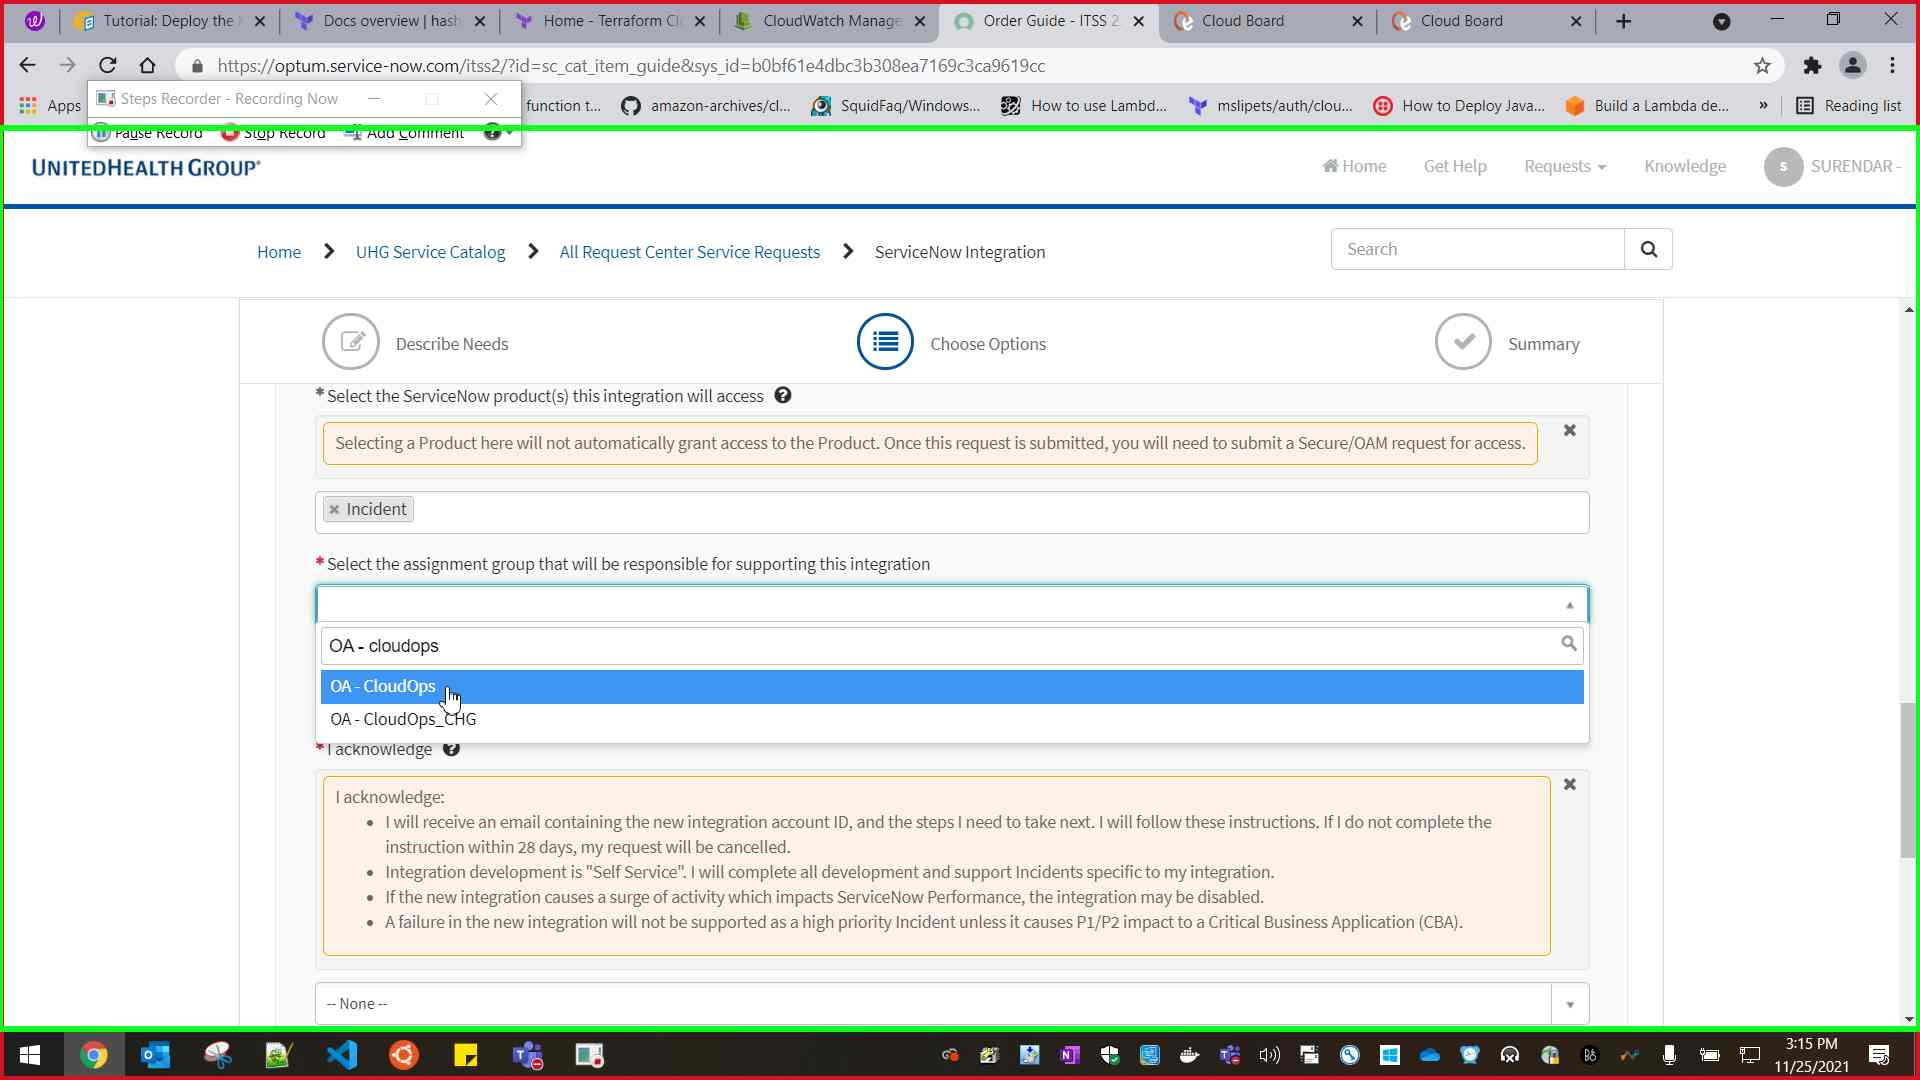 Tutorial: Deploy the
Docs overview | hash
Home - Terraform Cl
CloudWatch Manage
Order Guide - ITSS 2
Cloud Board
Cloud Board
https://optum.service-now.com/itss2/?id=sc_cat_item_guide&sys_id=b0bf61e4dbc3b308ea7169c3ca9619cc
Apps
Steps Recorder - Recording Now
function t...
amazon-archives/cl...
SquidFaq/Windows...
How to use Lambd...
mslipets/auth/clou...
How to Deploy Java...
Build a Lambda de...
»
Reading list
Pause Record
Stop Record
Add Comment
UNITEDHEALTH GROUP®
Home
Get Help
Requests
Knowledge
S
SURENDAR -
Home
UHG Service Catalog
All Request Center Service Requests
ServiceNow Integration
Search
Describe Needs
Choose Options
Summary
* Select the ServiceNow product(s) this integration will access
Selecting a Product here will not automatically grant access to the Product. Once this request is submitted, you will need to submit a Secure/OAM request for access.
× Incident
* Select the assignment group that will be responsible for supporting this integration
OA - cloudops
OA - CloudOps
OA - CloudOps_CHG
* I acknowledge
I acknowledge:
• I will receive an email containing the new integration account ID, and the steps I need to take next. I will follow these instructions. If I do not complete the
instruction within 28 days, my request will be cancelled.
• Integration development is "Self Service". I will complete all development and support Incidents specific to my integration.
• If the new integration causes a surge of activity which impacts ServiceNow Performance, the integration may be disabled.
• A failure in the new integration will not be supported as a high priority Incident unless it causes P1/P2 impact to a Critical Business Application (CBA).
-- None --
3:15 PM
11/25/2021